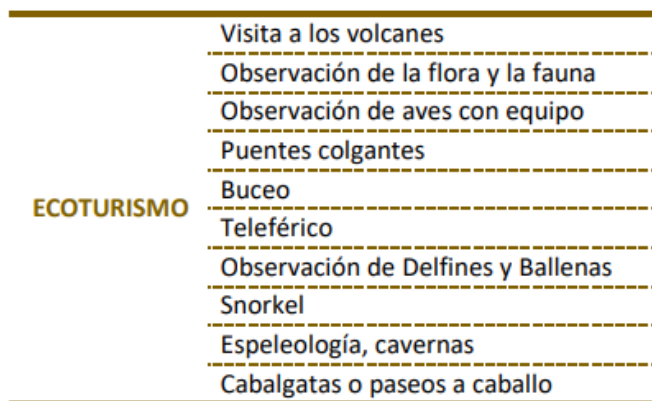 ECOTURISMO
Visita a los volcanes
Observación de la flora y la fauna
Observación de aves con equipo
Puentes colgantes
Buceo
Teleférico
Observación de Delfines y Ballenas
Snorkel
Espeleología, cavernas
Cabalgatas o paseos a caballo